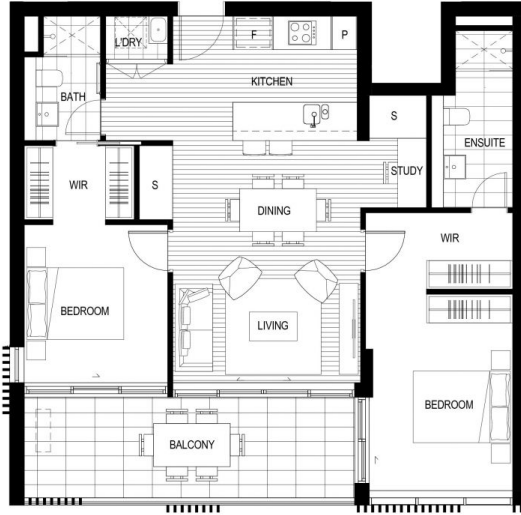 L'DRY
F
P
KITCHEN
BATH
S
ENSUITE
WIR
S
STUDY
DINING
WIR
BEDROOM
LIVING
BEDROOM
BALCONY